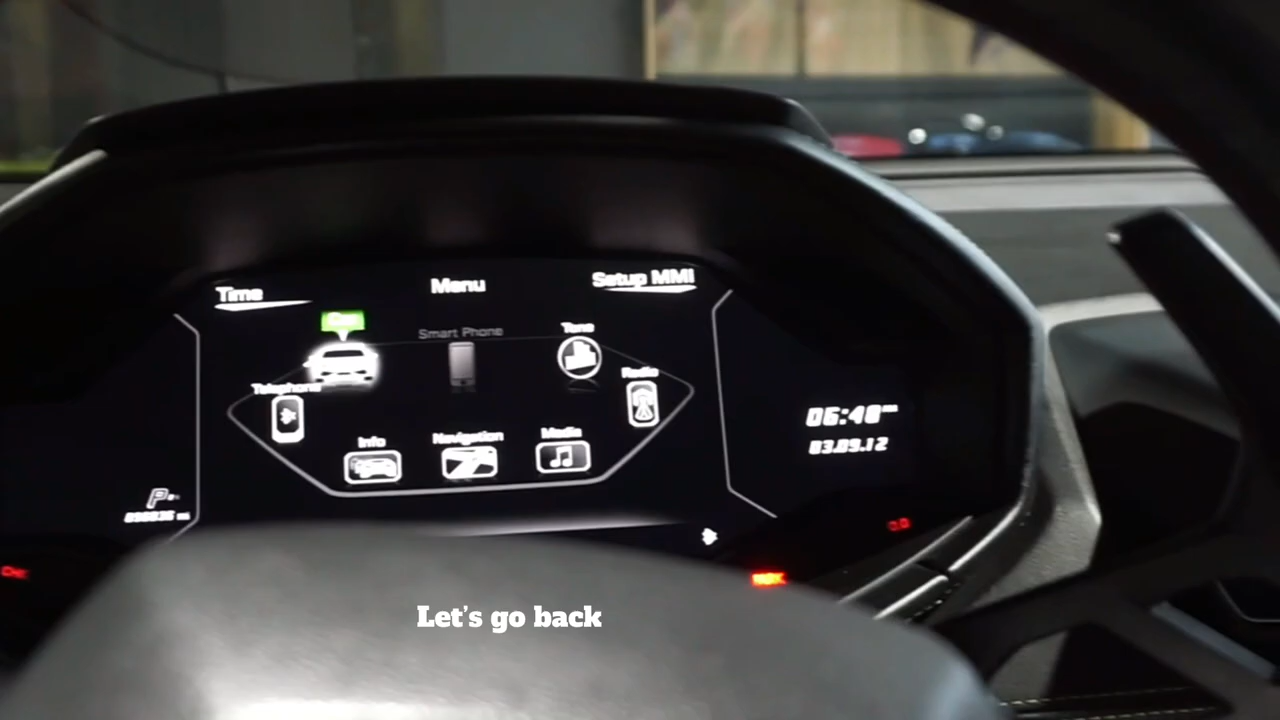 Time
Menu
Setup MMI
Car
Smart Phone
Tone
Telephone
Radio
Info
Navigation
Media
06:40
03.09.12
P
Let's go back